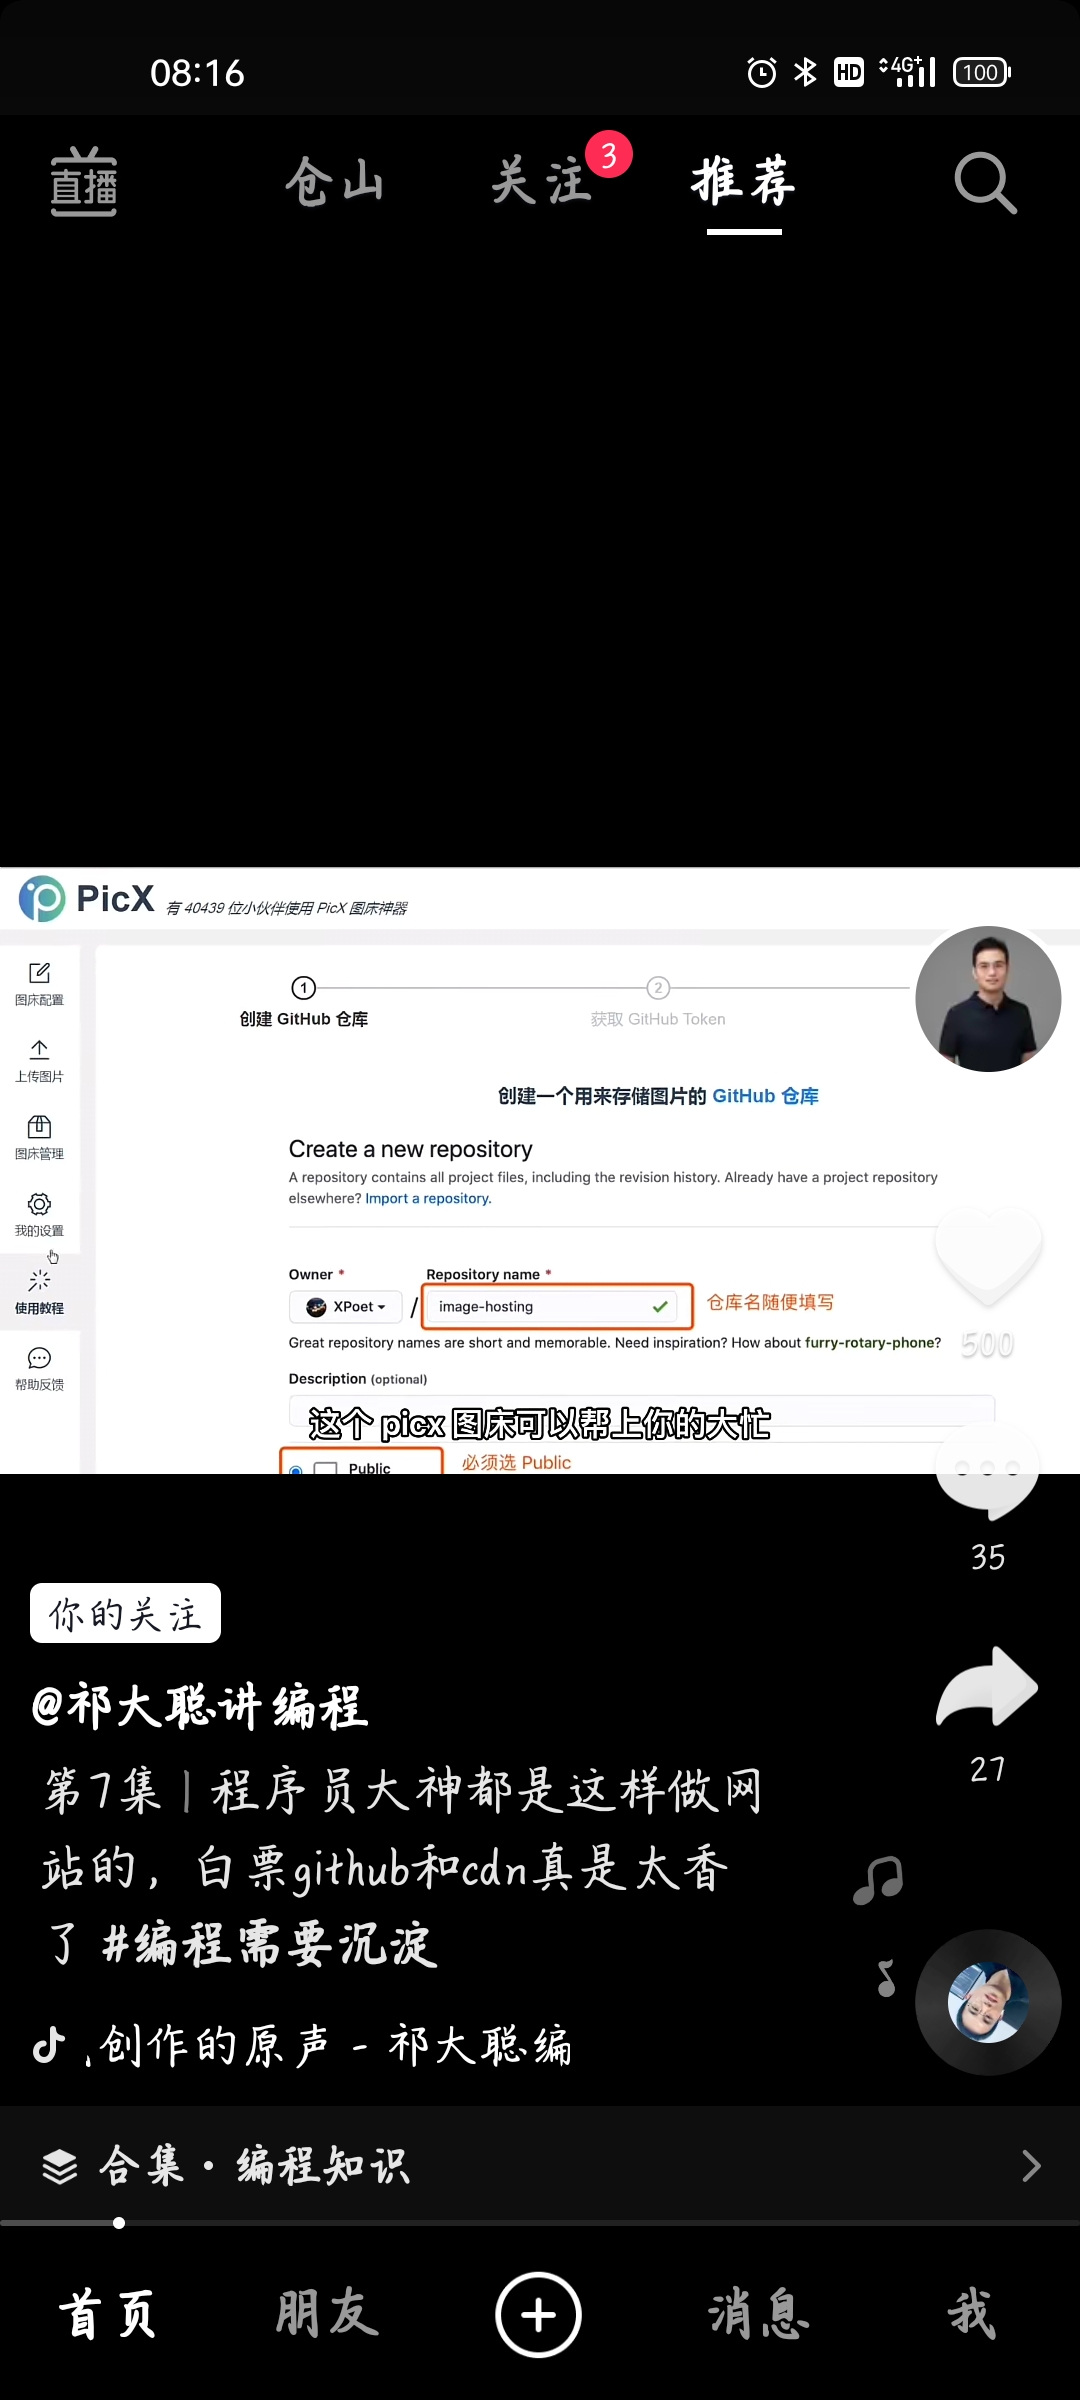 08:16
HD 4G+ 100
直播
仓山
关注 3
推荐
PicX 有 40439 位小伙伴使用 PicX 图床神器
图床配置
上传图片
图床管理
我的设置
使用教程
帮助反馈
1 2
创建 GitHub 仓库 获取 GitHub Token
创建一个用来存储图片的 GitHub 仓库
Create a new repository
A repository contains all project files, including the revision history. Already have a project repository
elsewhere? Import a repository.
Owner * Repository name *
XPoet / image-hosting 仓库名随便填写
Great repository names are short and memorable. Need inspiration? How about furry-rotary-phone?
Description (optional)
这个 picx 图床可以帮上你的大忙
Public 必须选 Public
500
35
27
你的关注
@祁大聪讲编程
第7集｜程序员大神都是这样做网
站的，白票github和cdn真是太香
了 #编程需要沉淀
创作的原声 - 祁大聪编
合集·编程知识
首页
朋友
消息
我